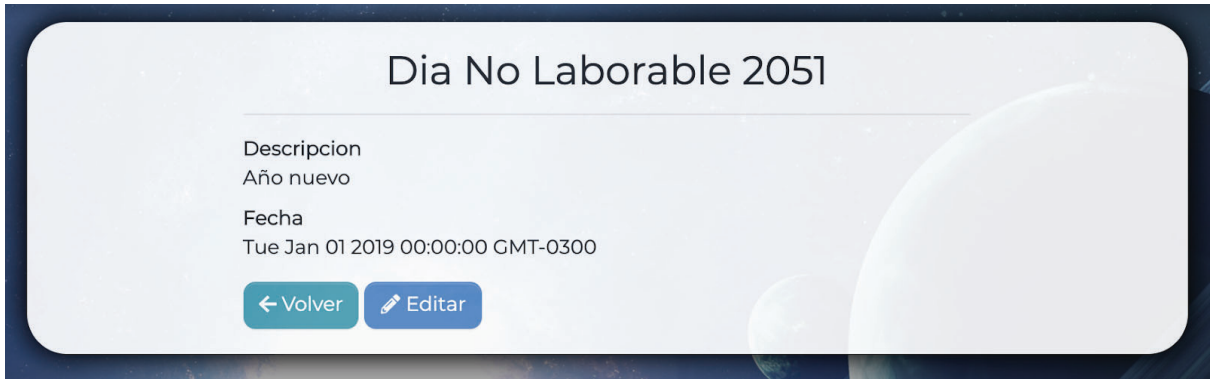 Dia No Laborable 2051
Descripcion
Año nuevo
Fecha
Tue Jan 01 2019 00:00:00 GMT-0300
Volver Editar